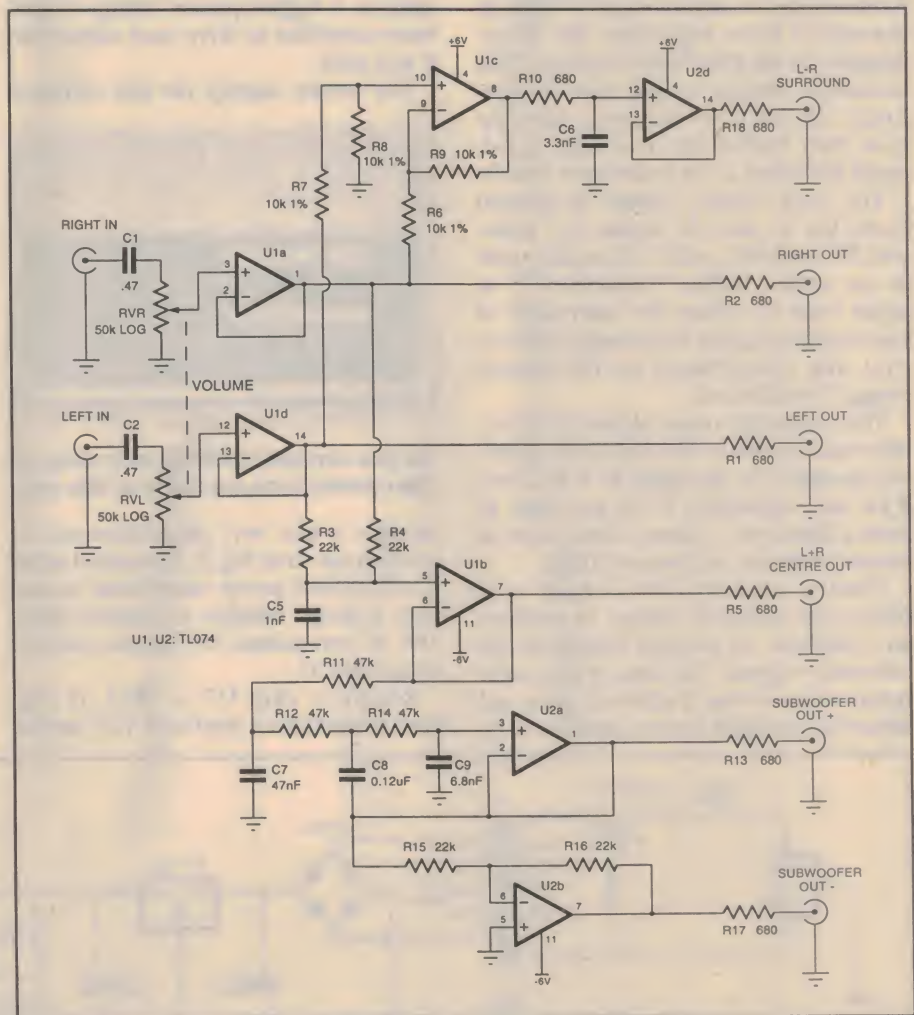 +6V
4
U1c
10
9
8
R10 680
+6V
4
U2d
12
13
14
L-R
SURROUND
R18 680
C6
3.3nF
R8
10k 1%
R9 10k 1%
R7
10k 1%
R6
10k 1%
RIGHT IN
C1
.47
RVR
50k LOG
U1a
3
2
1
RIGHT OUT
R2 680
VOLUME
LEFT IN
C2
.47
RVL
50k LOG
U1d
12
13
14
LEFT OUT
R1 680
R3
22k
R4
22k
L+R
CENTRE OUT
U1b
5
6
7
11
-6V
R5 680
C5
1nF
U1, U2: TL074
R11 47k
R12 47k
R14 47k
C7
47nF
C8
0.12uF
C9
6.8nF
U2a
3
2
1
SUBWOOFER
OUT +
R13 680
R15 22k
R16 22k
U2b
6
5
7
11
-6V
SUBWOOFER
OUT -
R17 680